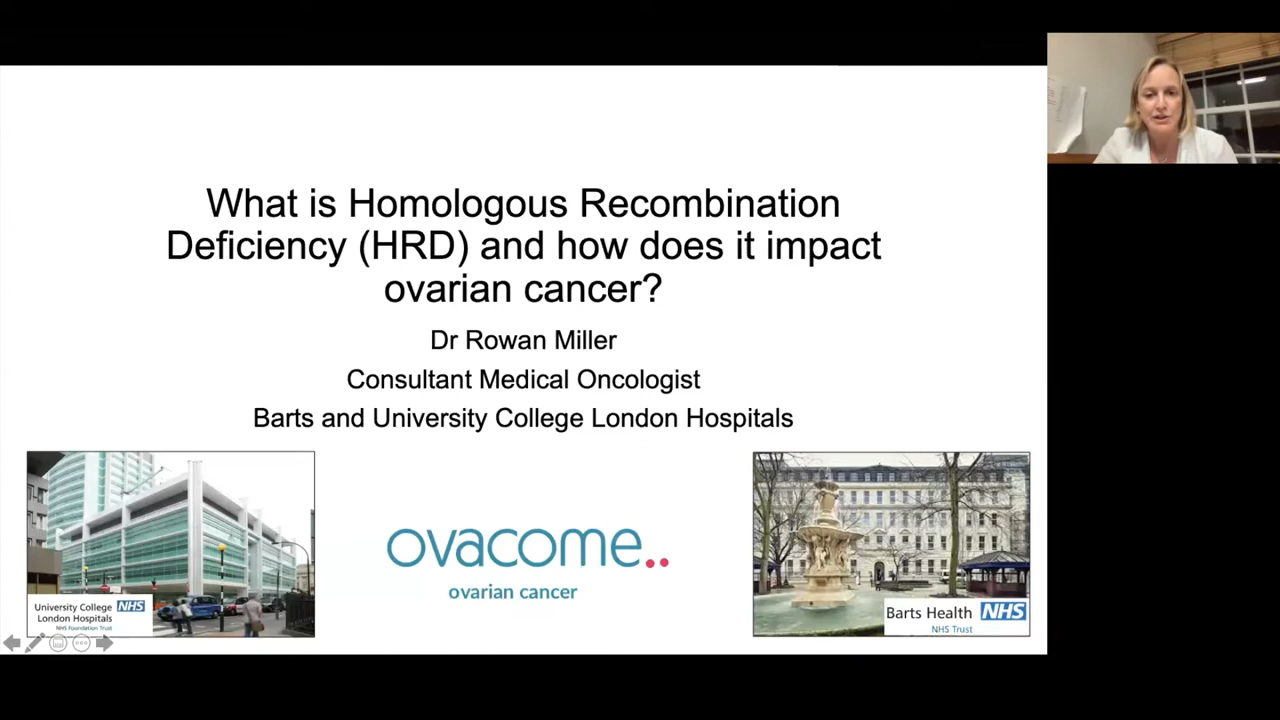 What is Homologous Recombination
Deficiency (HRD) and how does it impact
ovarian cancer?
Dr Rowan Miller
Consultant Medical Oncologist
Barts and University College London Hospitals
University College NHS
London Hospitals
NHS Foundation Trust
ovacome..
ovarian cancer
Barts Health NHS
NHS Trust